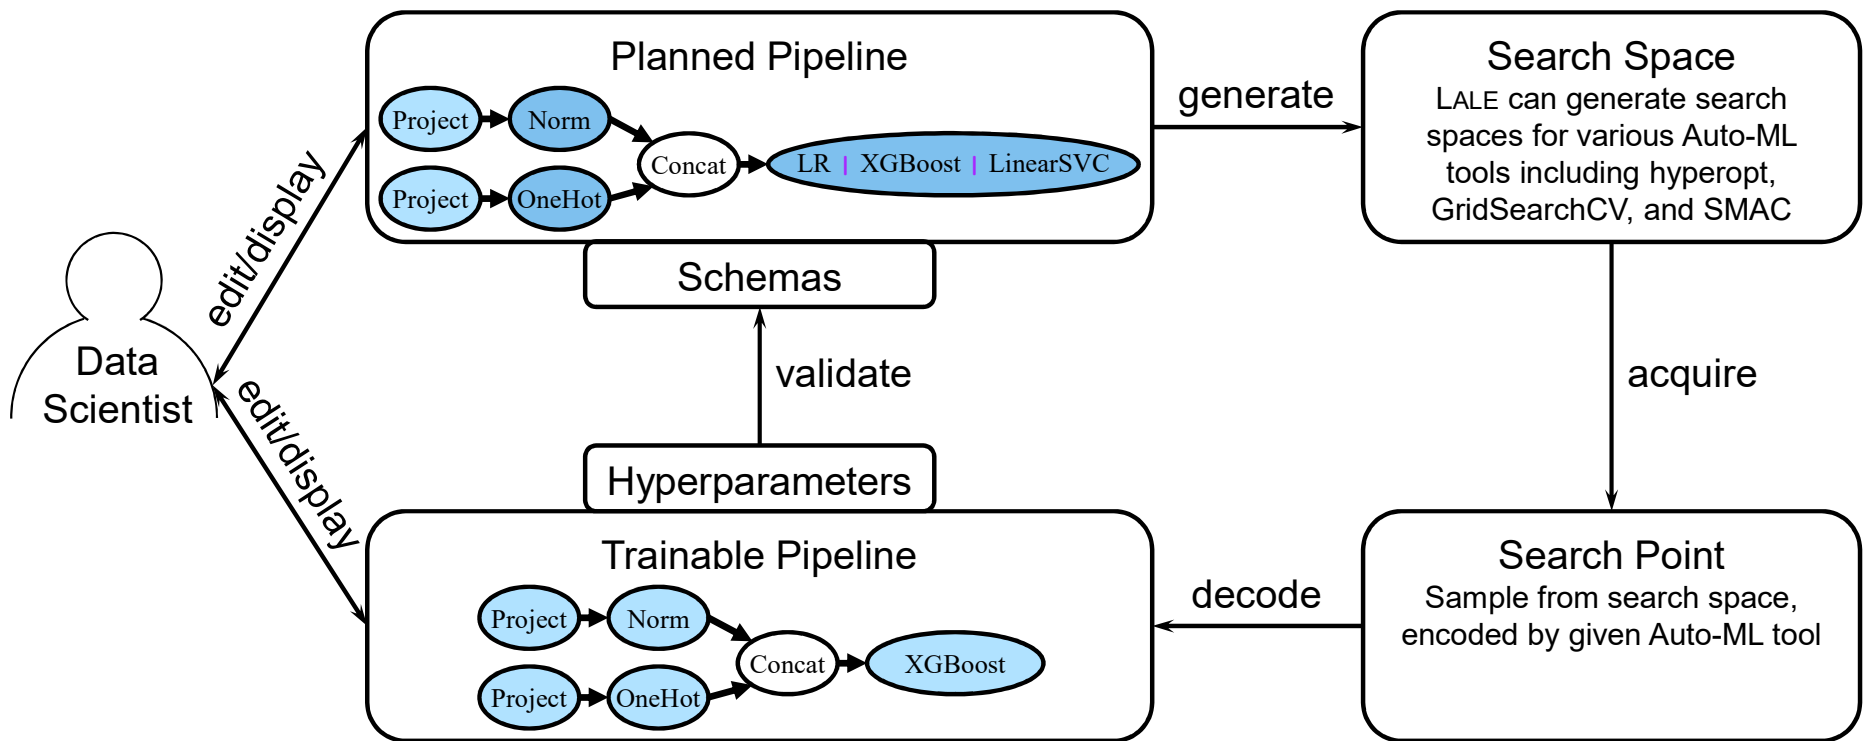 Planned Pipeline
Project
Norm
Project
OneHot
Concat
LR | XGBoost | LinearSVC
generate
Search Space
LALE can generate search
spaces for various Auto-ML
tools including hyperopt,
GridSearchCV, and SMAC
edit/display
Schemas
Data
Scientist
validate
acquire
edit/display
Hyperparameters
Trainable Pipeline
Project
Norm
Project
OneHot
Concat
XGBoost
decode
Search Point
Sample from search space,
encoded by given Auto-ML tool